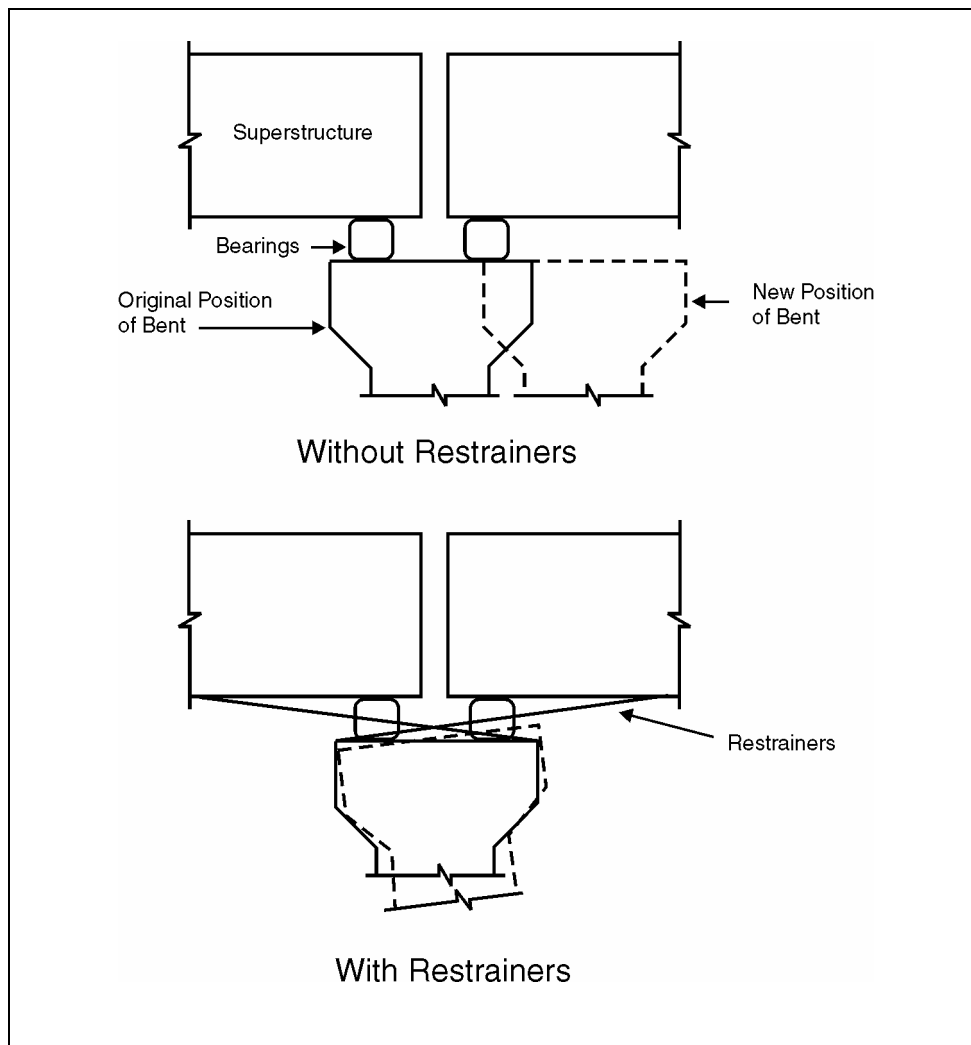 Superstructure
Bearings
Original Position
of Bent
New Position
of Bent
Without Restrainers
Restrainers
With Restrainers